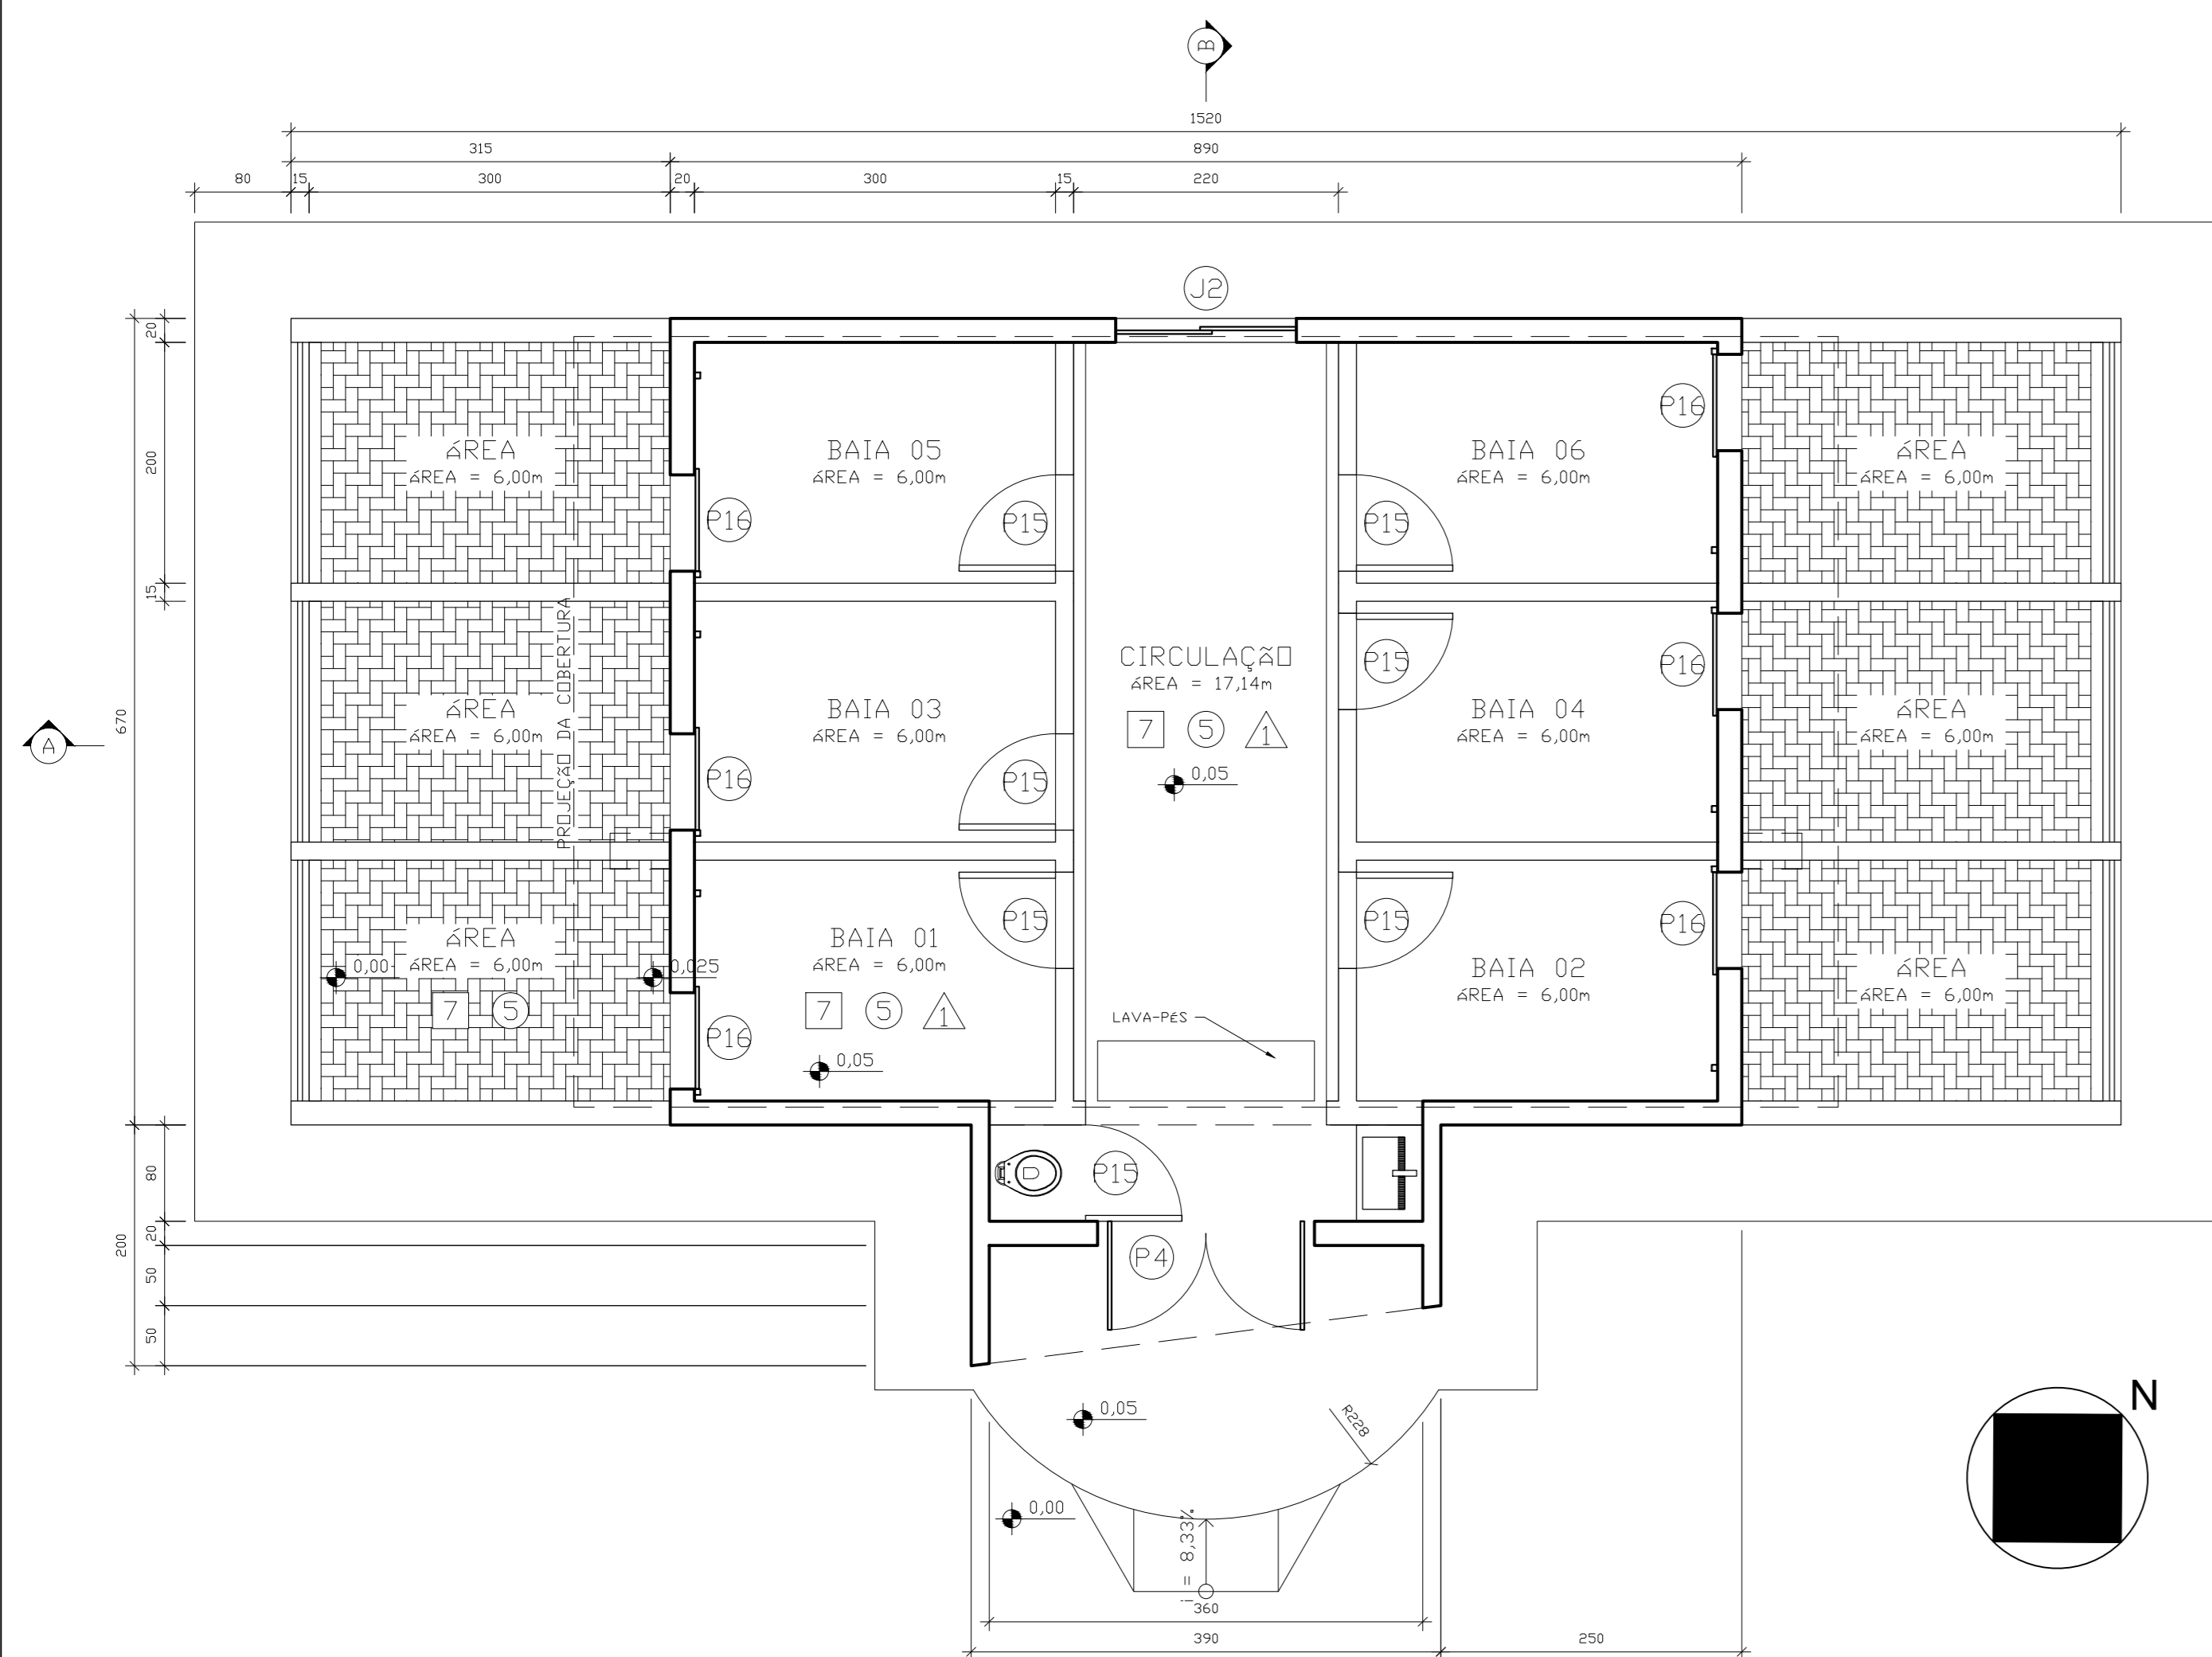 B
1520
315
890
80
15
300
20
300
15
220
J2
20
200
15
670
80
20
200
50
50
ÁREA
ÁREA = 6,00m
BAIA 05
ÁREA = 6,00m
P16
P15
BAIA 06
ÁREA = 6,00m
P15
P16
ÁREA
ÁREA = 6,00m
A
PROJEÇÃO DA COBERTURA
ÁREA
ÁREA = 6,00m
BAIA 03
ÁREA = 6,00m
P16
P15
CIRCULAÇÃO
ÁREA = 17,14m
7 5 1
0,05
P15
BAIA 04
ÁREA = 6,00m
P16
ÁREA
ÁREA = 6,00m
ÁREA
ÁREA = 6,00m
0,00
0,025
7 5
BAIA 01
ÁREA = 6,00m
7 5 1
0,05
P16
P15
LAVA-PÉS
P15
BAIA 02
ÁREA = 6,00m
P16
ÁREA
ÁREA = 6,00m
P15
P4
0,05
R228
0,00
i = 8,33%
360
390
250
N